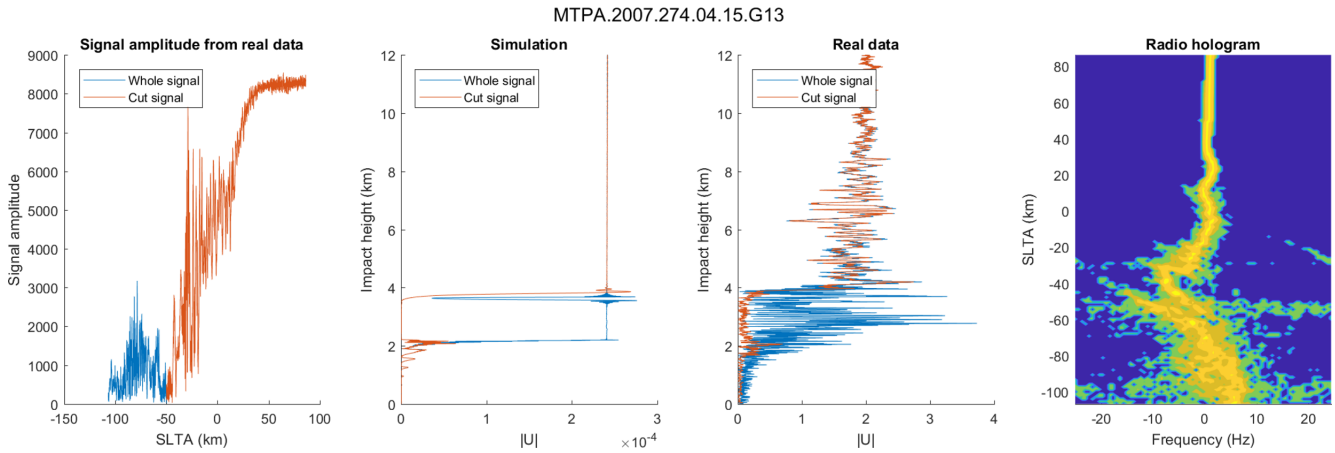 MTPA.2007.274.04.15.G13
Signal amplitude from real data
Whole signal
Cut signal
9000
8000
7000
6000
5000
4000
3000
2000
1000
0
Signal amplitude
-150
-100
-50
0
50
100
SLTA (km)
Simulation
Whole signal
Cut signal
12
10
8
6
4
2
0
Impact height (km)
0
1
2
3
|U|
×10-4
Real data
Whole signal
Cut signal
12
10
8
6
4
2
0
Impact height (km)
0
1
2
3
4
|U|
Radio hologram
80
60
40
20
0
-20
-40
-60
-80
-100
SLTA (km)
-20
-10
0
10
20
Frequency (Hz)